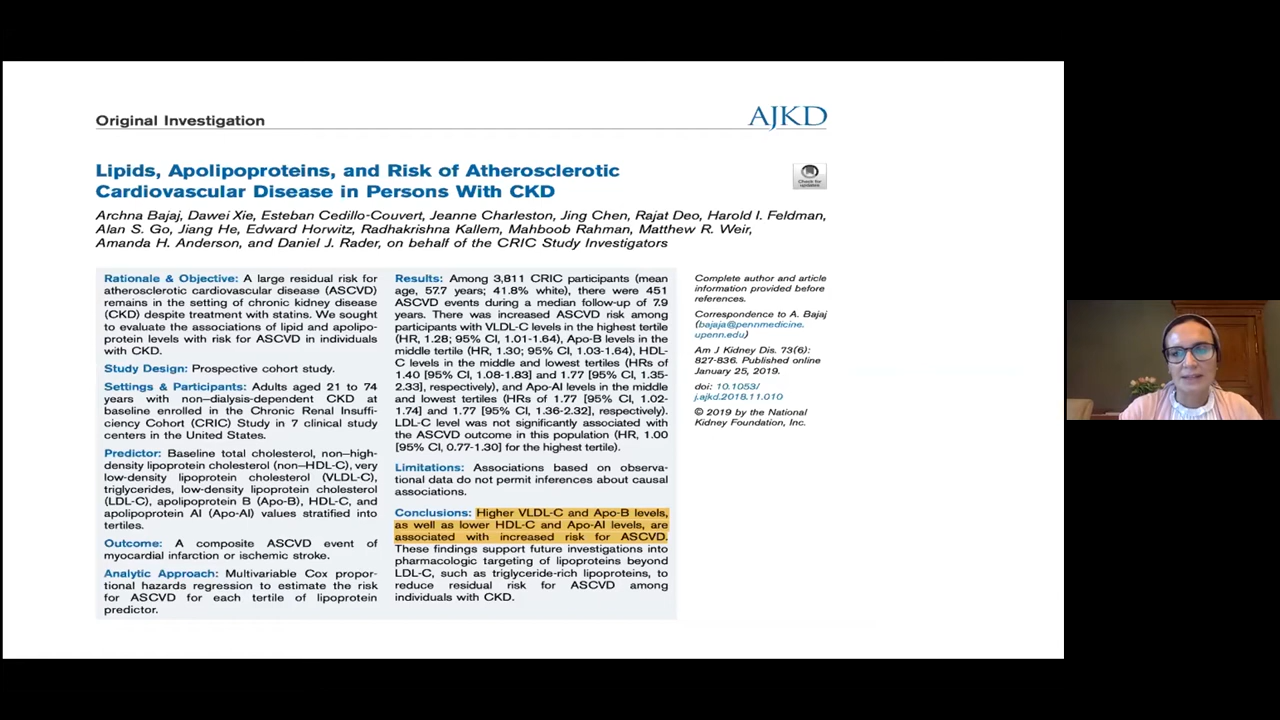 Original Investigation
AJKD
Lipids, Apolipoproteins, and Risk of Atherosclerotic
Cardiovascular Disease in Persons With CKD
Check for
updates
Archna Bajaj, Dawei Xie, Esteban Cedillo-Couvert, Jeanne Charleston, Jing Chen, Rajat Deo, Harold I. Feldman,
Alan S. Go, Jiang He, Edward Horwitz, Radhakrishna Kallem, Mahboob Rahman, Matthew R. Weir,
Amanda H. Anderson, and Daniel J. Rader, on behalf of the CRIC Study Investigators
Rationale & Objective: A large residual risk for
atherosclerotic cardiovascular disease (ASCVD)
remains in the setting of chronic kidney disease
(CKD) despite treatment with statins. We sought
to evaluate the associations of lipid and apolipo-
protein levels with risk for ASCVD in individuals
with CKD.
Study Design: Prospective cohort study.
Settings & Participants: Adults aged 21 to 74
years with non–dialysis-dependent CKD at
baseline enrolled in the Chronic Renal Insuffi-
ciency Cohort (CRIC) Study in 7 clinical study
centers in the United States.
Predictor: Baseline total cholesterol, non–high-
density lipoprotein cholesterol (non–HDL-C), very
low-density lipoprotein cholesterol (VLDL-C),
triglycerides, low-density lipoprotein cholesterol
(LDL-C), apolipoprotein B (Apo-B), HDL-C, and
apolipoprotein AI (Apo-AI) values stratified into
tertiles.
Outcome: A composite ASCVD event of
myocardial infarction or ischemic stroke.
Analytic Approach: Multivariable Cox propor-
tional hazards regression to estimate the risk
for ASCVD for each tertile of lipoprotein
predictor.
Results: Among 3,811 CRIC participants (mean
age, 57.7 years; 41.8% white), there were 451
ASCVD events during a median follow-up of 7.9
years. There was increased ASCVD risk among
participants with VLDL-C levels in the highest tertile
(HR, 1.28; 95% CI, 1.01-1.64), Apo-B levels in the
middle tertile (HR, 1.30; 95% CI, 1.03-1.64), HDL-
C levels in the middle and lowest tertiles (HRs of
1.40 [95% CI, 1.08-1.83] and 1.77 [95% CI, 1.35-
2.33], respectively), and Apo-AI levels in the middle
and lowest tertiles (HRs of 1.77 [95% CI, 1.02-
1.74] and 1.77 [95% CI, 1.36-2.32], respectively).
LDL-C level was not significantly associated with
the ASCVD outcome in this population (HR, 1.00
[95% CI, 0.77-1.30] for the highest tertile).
Limitations: Associations based on observa-
tional data do not permit inferences about causal
associations.
Conclusions: Higher VLDL-C and Apo-B levels,
as well as lower HDL-C and Apo-AI levels, are
associated with increased risk for ASCVD.
These findings support future investigations into
pharmacologic targeting of lipoproteins beyond
LDL-C, such as triglyceride-rich lipoproteins, to
reduce residual risk for ASCVD among
individuals with CKD.
Complete author and article
information provided before
references.
Correspondence to A. Bajaj
(bajaja@pennmedicine.
upenn.edu)
Am J Kidney Dis. 73(6):
827-836. Published online
January 25, 2019.
doi: 10.1053/
j.ajkd.2018.11.010
© 2019 by the National
Kidney Foundation, Inc.